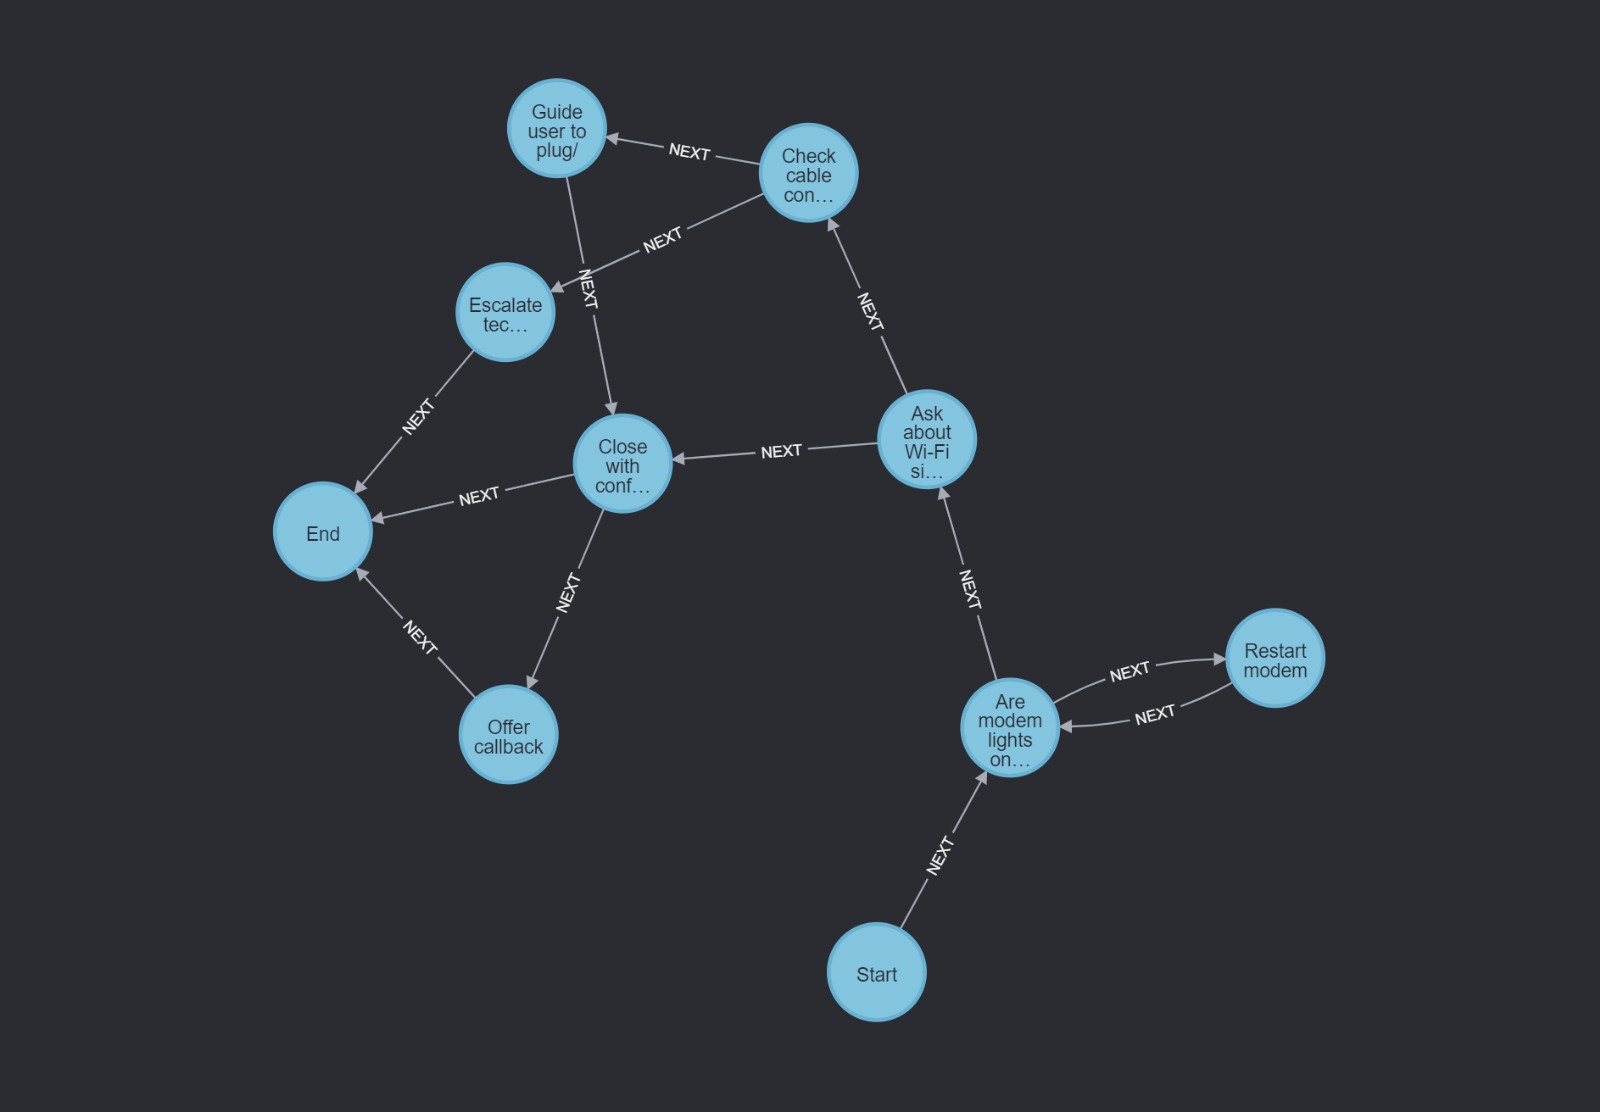 Guide
user to
plug/
NEXT
Check
cable
con…
NEXT
NEXT
Escalate
tec…
NEXT
NEXT
Ask
about
Wi-Fi
si…
NEXT
Close
with
conf…
NEXT
NEXT
End
NEXT
NEXT
NEXT
Offer
callback
Restart
modem
NEXT
NEXT
Are
modem
lights
on…
NEXT
Start